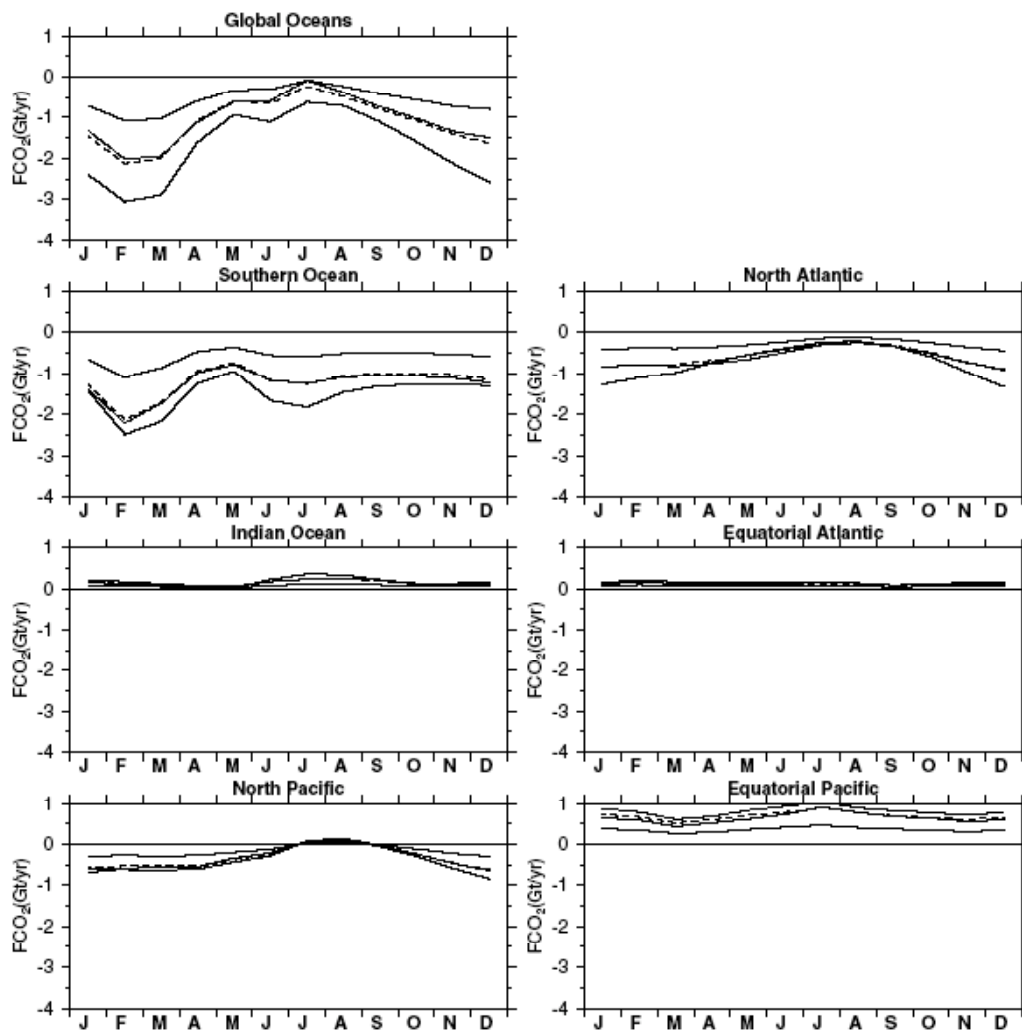 Global Oceans
FCO₂(Gt/yr)
1
0
-1
-2
-3
-4
J F M A M J J A S O N D
Southern Ocean
FCO₂(Gt/yr)
1
0
-1
-2
-3
-4
J F M A M J J A S O N D
North Atlantic
FCO₂(Gt/yr)
1
0
-1
-2
-3
-4
J F M A M J J A S O N D
Indian Ocean
FCO₂(Gt/yr)
1
0
-1
-2
-3
-4
J F M A M J J A S O N D
Equatorial Atlantic
FCO₂(Gt/yr)
1
0
-1
-2
-3
-4
J F M A M J J A S O N D
North Pacific
FCO₂(Gt/yr)
1
0
-1
-2
-3
-4
J F M A M J J A S O N D
Equatorial Pacific
FCO₂(Gt/yr)
1
0
-1
-2
-3
-4
J F M A M J J A S O N D